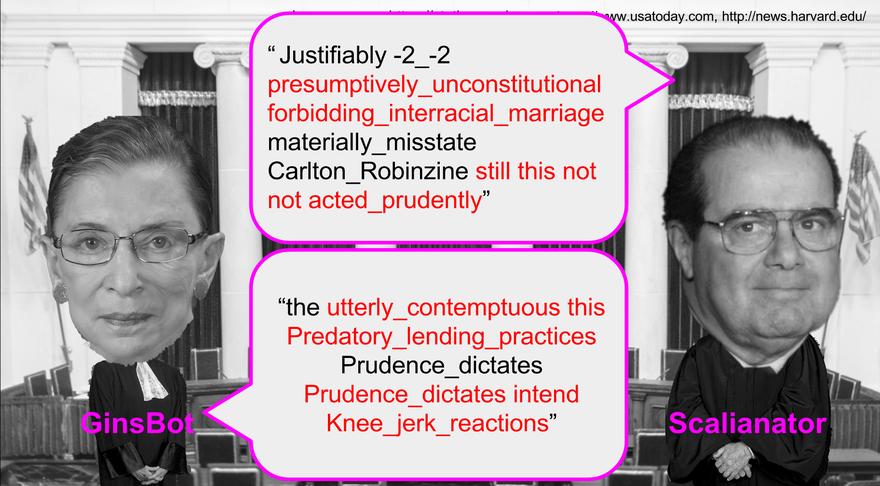 www.usatoday.com, http://news.harvard.edu/
“ Justifiably -2_-2
presumptively_unconstitutional
forbidding_interracial_marriage
materially_misstate
Carlton_Robinzine still this not
not acted_prudently”
“the utterly_contemptuous this
Predatory_lending_practices
Prudence_dictates
Prudence_dictates intend
Knee_jerk_reactions”
GinsBot
Scalianator